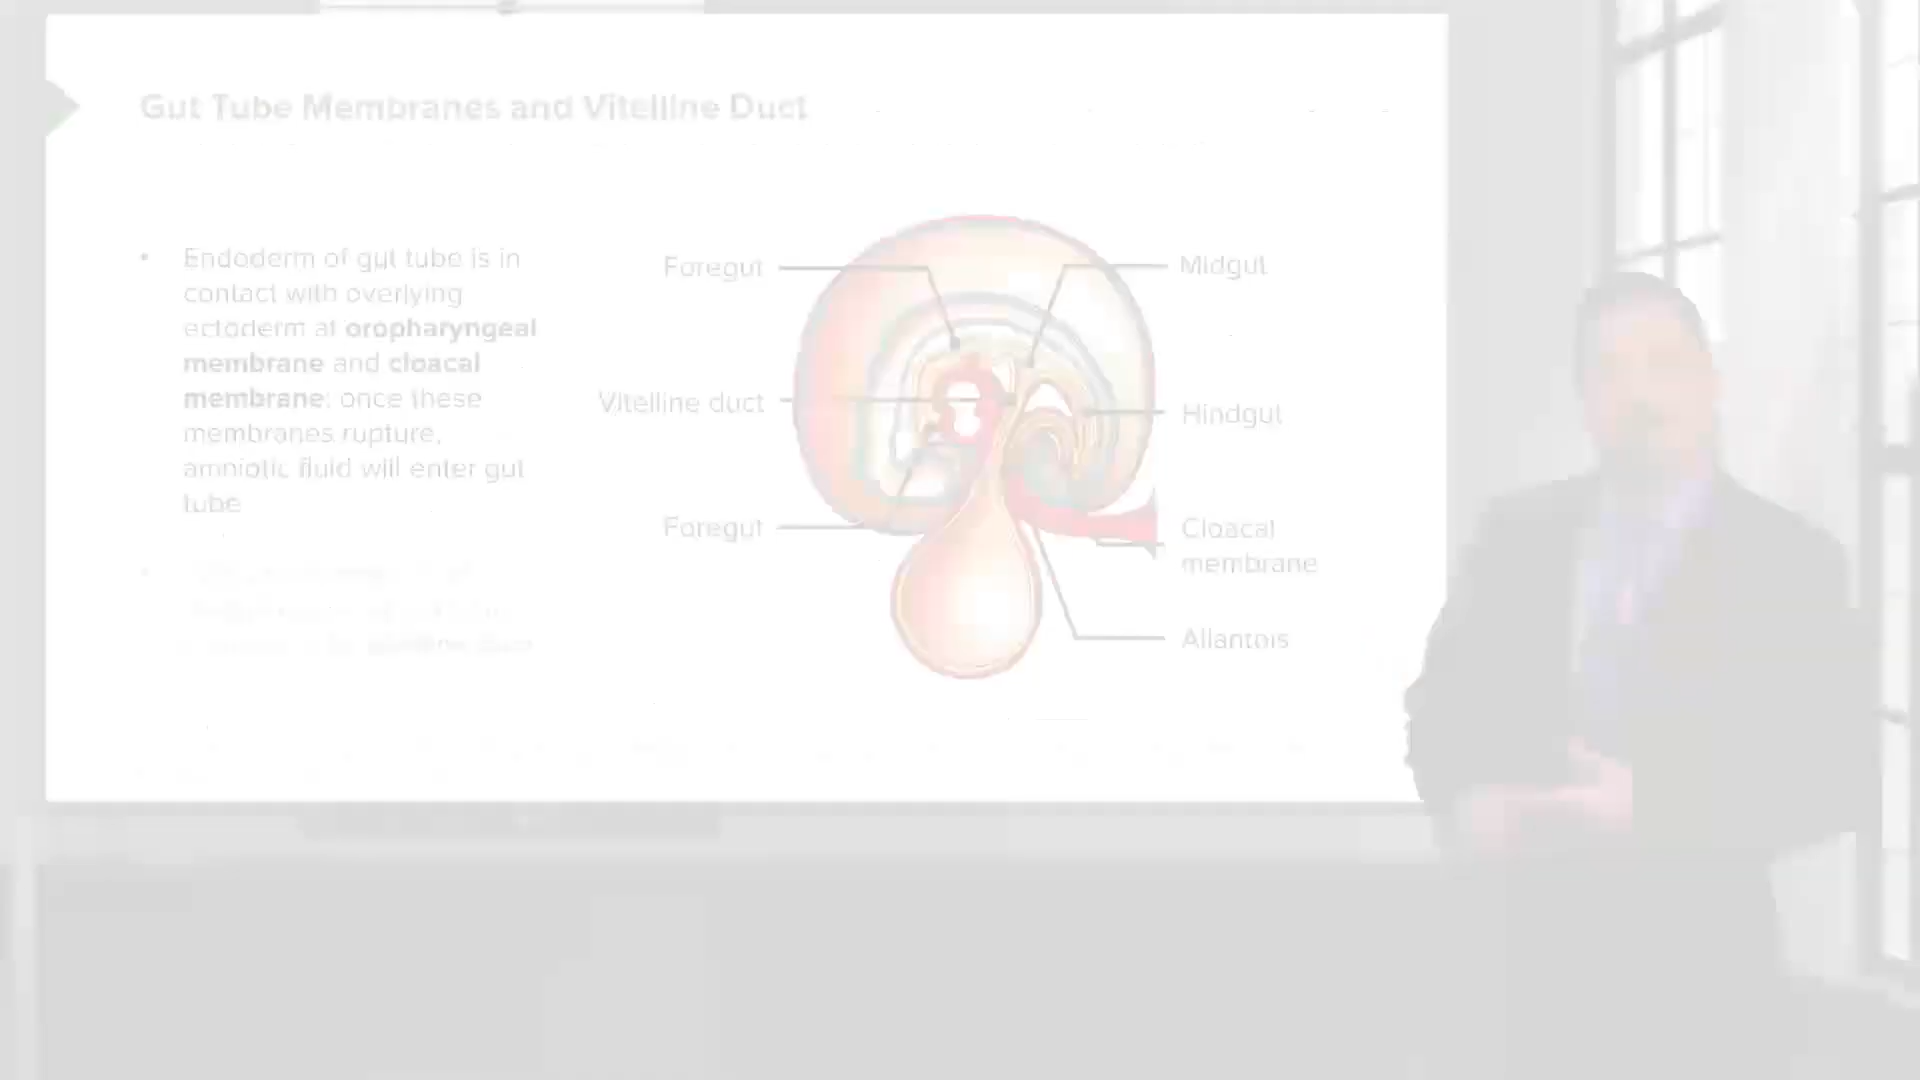 Gut Tube Membranes and Vitelline Duct
Endoderm of gut tube is in
contact with overlying
ectoderm at oropharyngeal
membrane and cloacal
membrane: once these
membranes rupture,
amniotic fluid will enter gut
tube
Foregut
Midgut
Vitelline duct
Hindgut
Foregut
Cloacal
membrane
Allantois